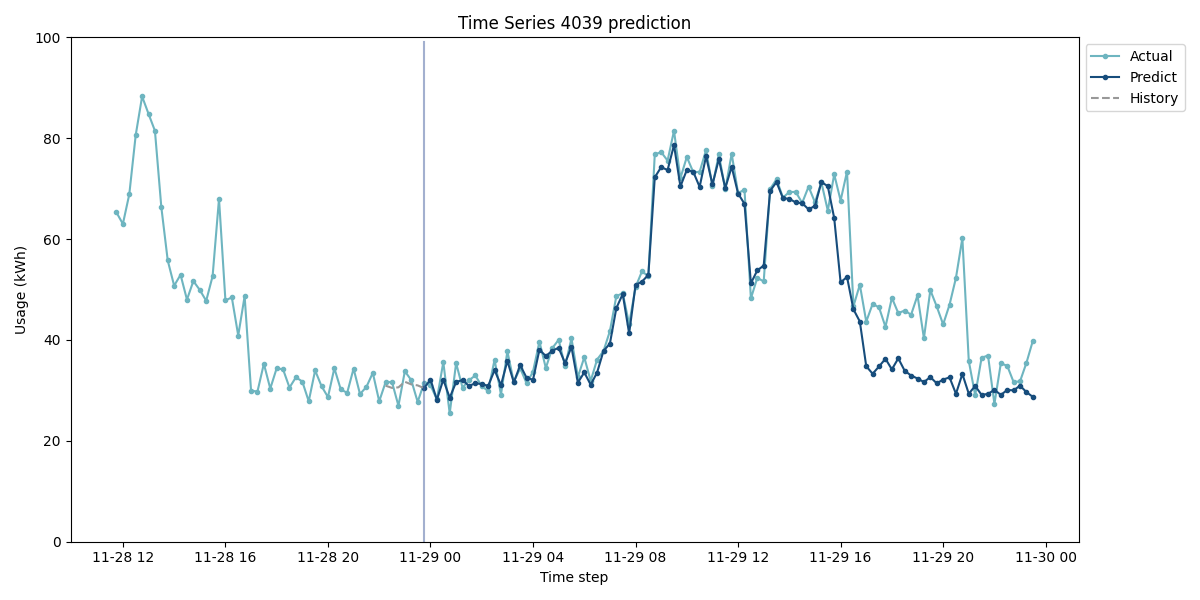 Time Series 4039 prediction
100
80
60
40
20
0
Usage (kWh)
11-28 12
11-28 16
11-28 20
11-29 00
11-29 04
11-29 08
11-29 12
11-29 16
11-29 20
11-30 00
Time step
Actual
Predict
History